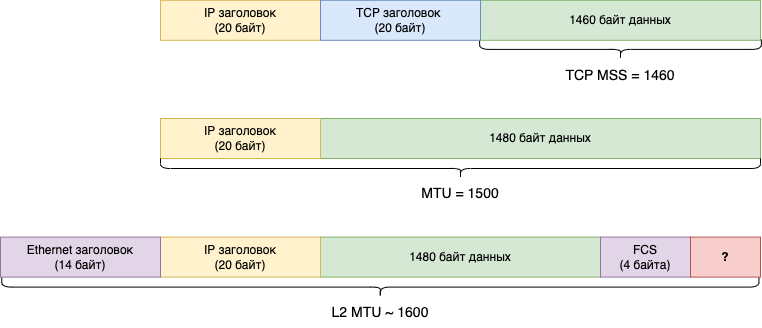 IP заголовок
(20 байт)
TCP заголовок
(20 байт)
1460 байт данных
TCP MSS = 1460
IP заголовок
(20 байт)
1480 байт данных
MTU = 1500
Ethernet заголовок
(14 байт)
IP заголовок
(20 байт)
1480 байт данных
FCS
(4 байта)
?
L2 MTU ~ 1600